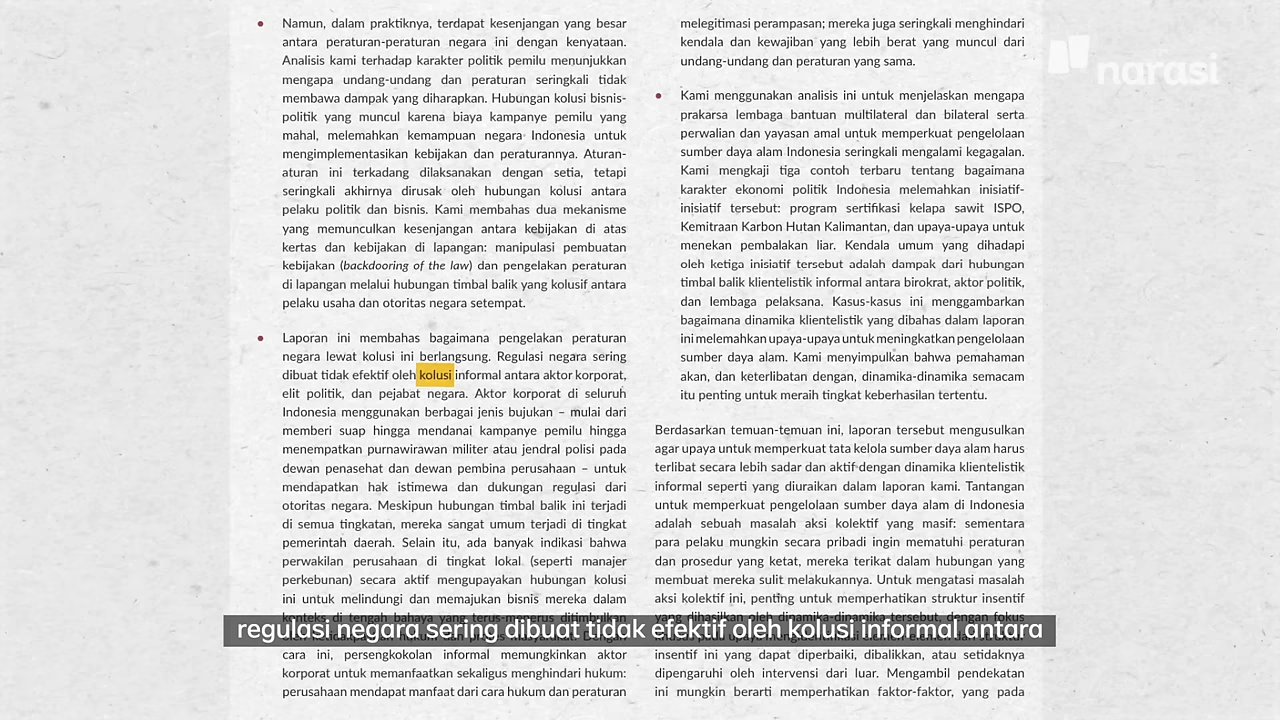 Namun, dalam praktiknya, terdapat kesenjangan yang besar
antara peraturan-peraturan negara ini dengan kenyataan.
Analisis kami terhadap karakter politik pemilu menunjukkan
mengapa undang-undang dan peraturan seringkali tidak
membawa dampak yang diharapkan. Hubungan kolusi bisnis-
politik yang muncul karena biaya kampanye pemilu yang
mahal, melemahkan kemampuan negara Indonesia untuk
mengimplementasikan kebijakan dan peraturannya. Aturan-
aturan ini terkadang dilaksanakan dengan setia, tetapi
seringkali akhirnya dirusak oleh hubungan kolusi antara
pelaku politik dan bisnis. Kami membahas dua mekanisme
yang memunculkan kesenjangan antara kebijakan di atas
kertas dan kebijakan di lapangan: manipulasi pembuatan
kebijakan (backdooring of the law) dan pengelakan peraturan
di lapangan melalui hubungan timbal balik yang kolusif antara
pelaku usaha dan otoritas negara setempat.
Laporan ini membahas bagaimana pengelakan peraturan
negara lewat kolusi ini berlangsung. Regulasi negara sering
dibuat tidak efektif oleh kolusi informal antara aktor korporat,
elit politik, dan pejabat negara. Aktor korporat di seluruh
Indonesia menggunakan berbagai jenis bujukan – mulai dari
memberi suap hingga mendanai kampanye pemilu hingga
menempatkan purnawirawan militer atau jendral polisi pada
dewan penasehat dan dewan pembina perusahaan – untuk
mendapatkan hak istimewa dan dukungan regulasi dari
otoritas negara. Meskipun hubungan timbal balik ini terjadi
di semua tingkatan, mereka sangat umum terjadi di tingkat
pemerintah daerah. Selain itu, ada banyak indikasi bahwa
perwakilan perusahaan di tingkat lokal (seperti manajer
perkebunan) secara aktif mengupayakan hubungan kolusi
ini untuk melindungi dan memajukan bisnis mereka dalam
konteks di tengah bahaya yang terus-menerus ditimbulkan
cara ini, persengkokolan informal memungkinkan aktor
korporat untuk memanfaatkan sekaligus menghindari hukum:
perusahaan mendapat manfaat dari cara hukum dan peraturan
melegitimasi perampasan; mereka juga seringkali menghindari
kendala dan kewajiban yang lebih berat yang muncul dari
undang-undang dan peraturan yang sama.
Kami menggunakan analisis ini untuk menjelaskan mengapa
prakarsa lembaga bantuan multilateral dan bilateral serta
perwalian dan yayasan amal untuk memperkuat pengelolaan
sumber daya alam Indonesia seringkali mengalami kegagalan.
Kami mengkaji tiga contoh terbaru tentang bagaimana
karakter ekonomi politik Indonesia melemahkan inisiatif-
inisiatif tersebut: program sertifikasi kelapa sawit ISPO,
Kemitraan Karbon Hutan Kalimantan, dan upaya-upaya untuk
menekan pembalakan liar. Kendala umum yang dihadapi
oleh ketiga inisiatif tersebut adalah dampak dari hubungan
timbal balik klientelistik informal antara birokrat, aktor politik,
dan lembaga pelaksana. Kasus-kasus ini menggambarkan
bagaimana dinamika klientelistik yang dibahas dalam laporan
ini melemahkan upaya-upaya untuk meningkatkan pengelolaan
sumber daya alam. Kami menyimpulkan bahwa pemahaman
akan, dan keterlibatan dengan, dinamika-dinamika semacam
itu penting untuk meraih tingkat keberhasilan tertentu.
Berdasarkan temuan-temuan ini, laporan tersebut mengusulkan
agar upaya untuk memperkuat tata kelola sumber daya alam harus
terlibat secara lebih sadar dan aktif dengan dinamika klientelistik
informal seperti yang diuraikan dalam laporan kami. Tantangan
untuk memperkuat pengelolaan sumber daya alam di Indonesia
adalah sebuah masalah aksi kolektif yang masif: sementara
para pelaku mungkin secara pribadi ingin mematuhi peraturan
dan prosedur yang ketat, mereka terikat dalam hubungan yang
membuat mereka sulit melakukannya. Untuk mengatasi masalah
aksi kolektif ini, penting untuk memperhatikan struktur insentif
yang dihasilkan oleh dinamika-dinamika tersebut, dengan fokus
insentif ini yang dapat diperbaiki, dibalikkan, atau setidaknya
dipengaruhi oleh intervensi dari luar. Mengambil pendekatan
ini mungkin berarti memperhatikan faktor-faktor, yang pada
narasi
regulasi negara sering dibuat tidak efektif oleh kolusi informal antara